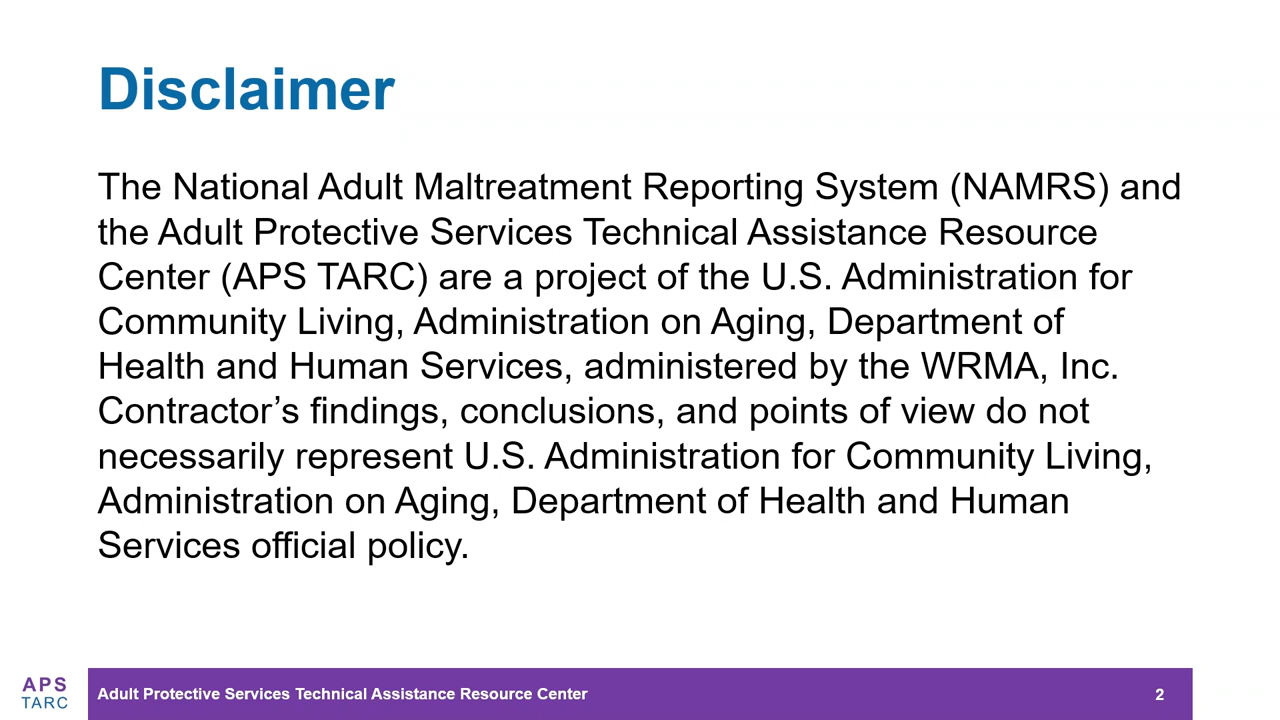 Disclaimer
The National Adult Maltreatment Reporting System (NAMRS) and
the Adult Protective Services Technical Assistance Resource
Center (APS TARC) are a project of the U.S. Administration for
Community Living, Administration on Aging, Department of
Health and Human Services, administered by the WRMA, Inc.
Contractor’s findings, conclusions, and points of view do not
necessarily represent U.S. Administration for Community Living,
Administration on Aging, Department of Health and Human
Services official policy.
APS
TARC
Adult Protective Services Technical Assistance Resource Center
2